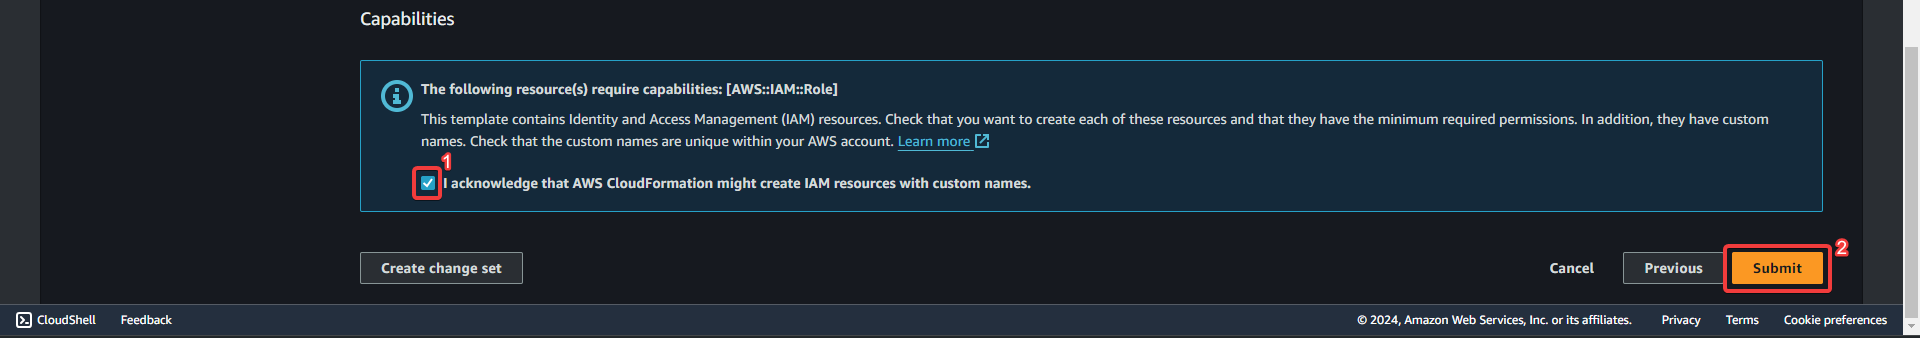 Capabilities
The following resource(s) require capabilities: [AWS::IAM::Role]
This template contains Identity and Access Management (IAM) resources. Check that you want to create each of these resources and that they have the minimum required permissions. In addition, they have custom
names. Check that the custom names are unique within your AWS account. Learn more
1
I acknowledge that AWS CloudFormation might create IAM resources with custom names.
2
Create change set
Cancel
Previous
Submit
CloudShell
Feedback
© 2024, Amazon Web Services, Inc. or its affiliates.
Privacy
Terms
Cookie preferences